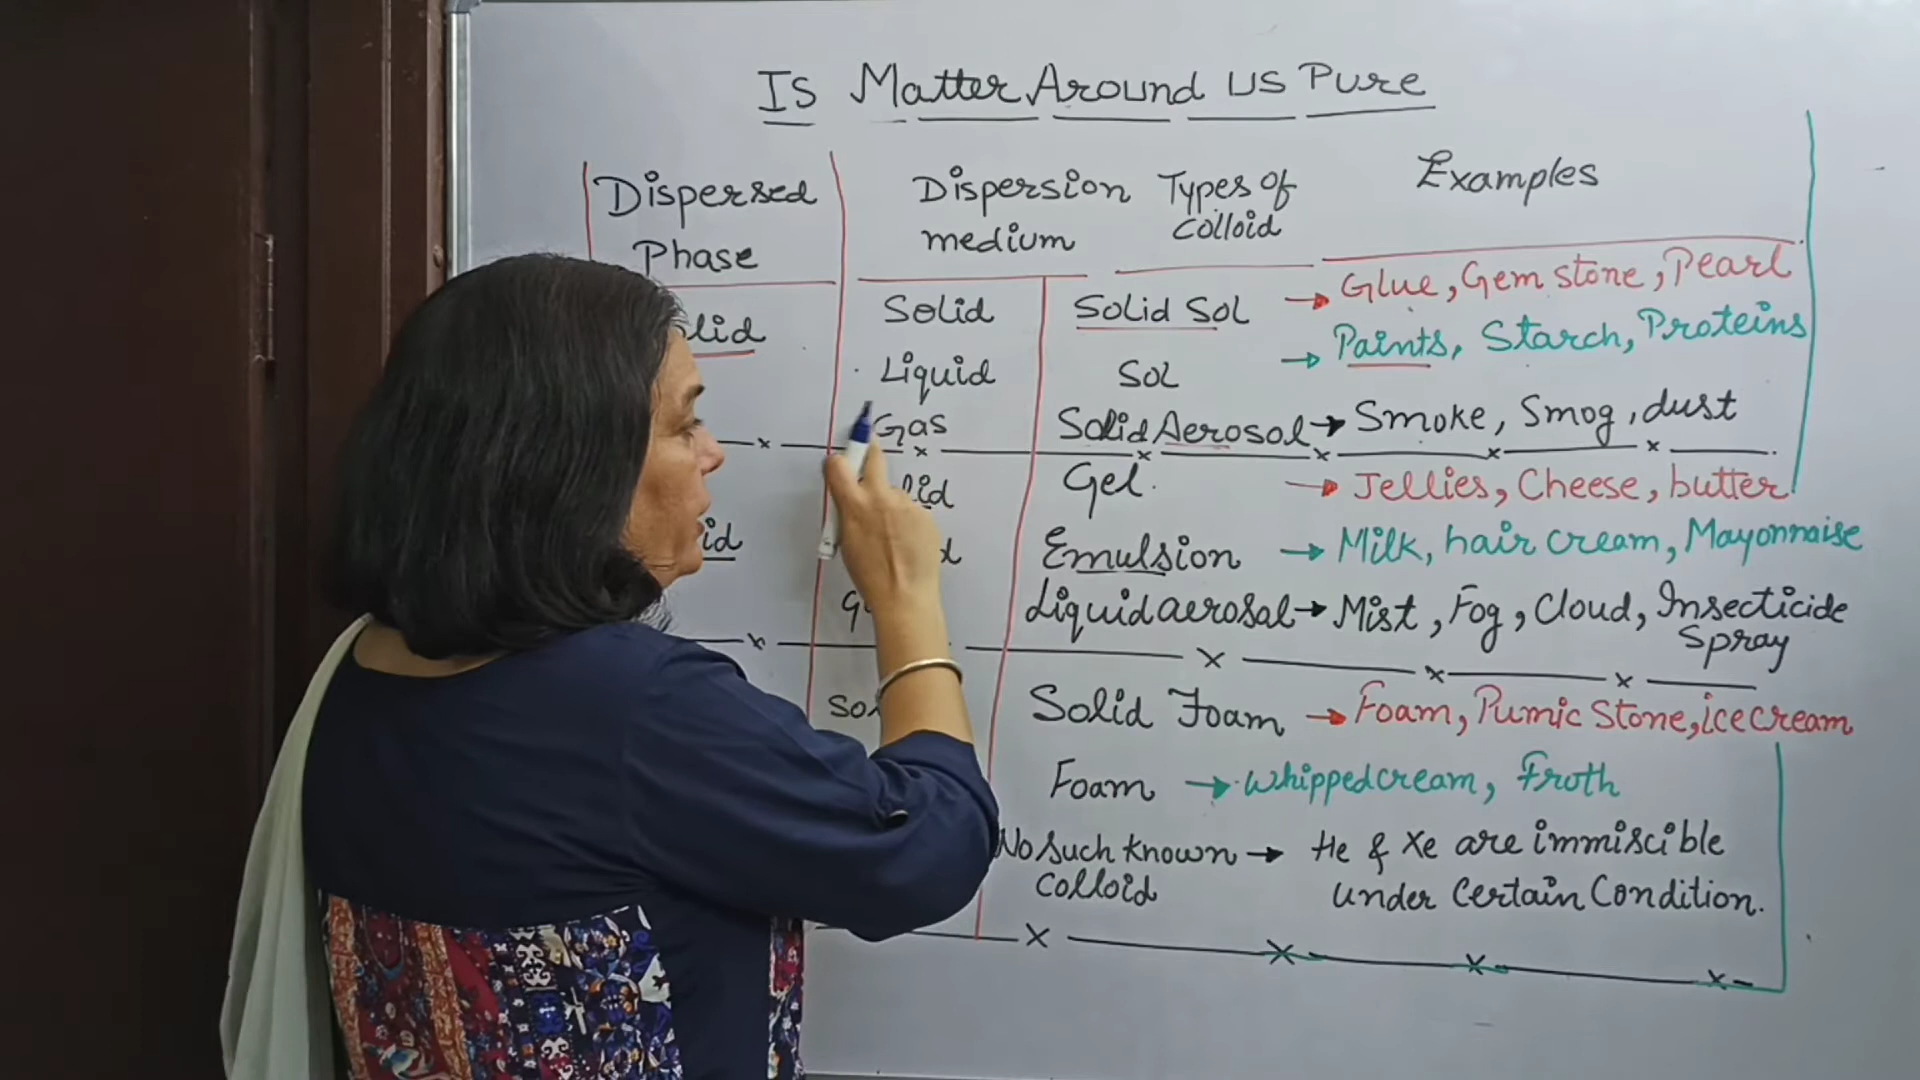 Is Matter Around us Pure
Dispersed Phase
Dispersion medium
Types of Colloid
Examples
Solid
Solid Sol
→ Glue, Gem stone, Pearl
Liquid
Sol
→ Paints, Starch, Proteins
Gas
Solid Aerosol → Smoke, Smog, dust
Gel.
→ Jellies, Cheese, butter
Emulsion
→ Milk, hair cream, Mayonnaise
Liquid aerosal → Mist, Fog, Cloud, Insecticide Spray
Solid Foam → Foam, Pumic Stone, ice cream
Foam → Whipped cream, Froth
No such known Colloid → He & Xe are immiscible under Certain Condition.